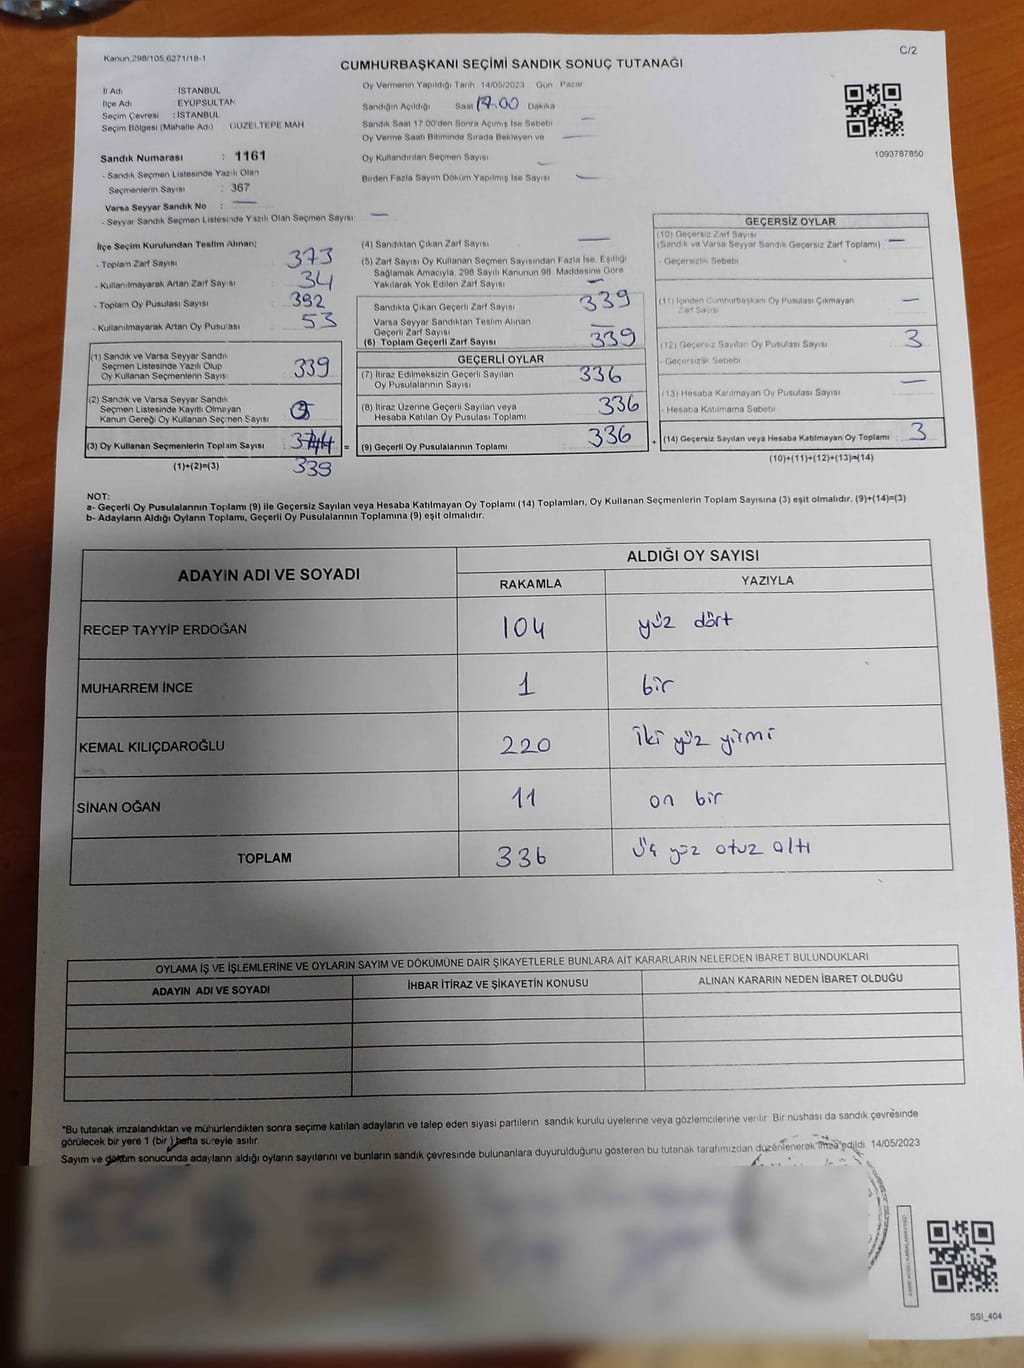 Kanun.298/105,6271/18-1
C/2
CUMHURBAŞKANI SEÇİMİ SANDIK SONUÇ TUTANAĞI
İl Adı : İSTANBUL
İlçe Adı EYÜPSULTAN
Seçim Çevresi : İSTANBUL
Seçim Bölgesi (Mahalle Adı) GÜZELTEPE MAH
Oy Vermenin Yapıldığı Tarih 14/05/2023 Gün : Pazar
Sandığın Açıldığı Saat 17.00 Dakika
Sandık Saat 17.00'den Sonra Açımış İse Sebebi —
Oy Verme Saati Bitiminde Sırada Bekleyen ve —
Oy Kullandırılan Seçmen Sayısı —
Birden Fazla Sayım Döküm Yapılmış İse Sayısı —
1093787850
Sandık Numarası : 1161
- Sandık Seçmen Listesinde Yazılı Olan
Seçmenlerin Sayısı : 367
Varsa Seyyar Sandık No : —
- Seyyar Sandık Seçmen Listesinde Yazılı Olan Seçmen Sayısı : —
İlçe Seçim Kurulundan Teslim Alınan;
- Toplam Zarf Sayısı 373
- Kullanılmayarak Artan Zarf Sayısı : 34
- Toplam Oy Pusulası Sayısı 392
- Kullanılmayarak Artan Oy Pusulası 53
(1) Sandık ve Varsa Seyyar Sandık
Seçmen Listesinde Yazılı Olup
Oy Kullanan Seçmenlerin Sayısı 339
(2) Sandık ve Varsa Seyyar Sandık
Seçmen Listesinde Kayıtlı Olmayan
Kanun Gereği Oy Kullanan Seçmen Sayısı
(3) Oy Kullanan Seçmenlerin Toplam Sayısı =
339
(1)+(2)=(3)
(4) Sandıktan Çıkan Zarf Sayısı —
(5) Zarf Sayısı Oy Kullanan Seçmen Sayısından Fazla İse, Eşitliği
Sağlamak Amacıyla, 298 Sayılı Kanunun 98. Maddesine Göre
Yakılarak Yok Edilen Zarf Sayısı —
Sandıkta Çıkan Geçerli Zarf Sayısı 339
Varsa Seyyar Sandıktan Teslim Alınan
Geçerli Zarf Sayısı —
(6) Toplam Geçerli Zarf Sayısı 339
GEÇERLİ OYLAR
(7) İtiraz Edilmeksizin Geçerli Sayılan
Oy Pusulalarının Sayısı 336
(8) İtiraz Üzerine Geçerli Sayılan veya
Hesaba Katılan Oy Pusulası Toplamı 336
(9) Geçerli Oy Pusulalarının Toplamı 336 +
GEÇERSİZ OYLAR
(10) Geçersiz Zarf Sayısı
(Sandık ve Varsa Seyyar Sandık Geçersiz Zarf Toplamı) —
- Geçersizlik Sebebi
(11) İçinden Cumhurbaşkanı Oy Pusulası Çıkmayan
Zarf Sayısı —
(12) Geçersiz Sayılan Oy Pusulası Sayısı 3
- Geçersizlik Sebebi
(13) Hesaba Katılmayan Oy Pusulası Sayısı —
- Hesaba Katılmama Sebebi
(14) Geçersiz Sayılan veya Hesaba Katılmayan Oy Toplamı 3
(10)+(11)+(12)+(13)=(14)
NOT:
a- Geçerli Oy Pusulalarının Toplamı (9) ile Geçersiz Sayılan veya Hesaba Katılmayan Oy Toplamı (14) Toplamları, Oy Kullanan Seçmenlerin Toplam Sayısına (3) eşit olmalıdır. (9)+(14)=(3)
b- Adayların Aldığı Oyların Toplamı, Geçerli Oy Pusulalarının Toplamına (9) eşit olmalıdır.
ADAYIN ADI VE SOYADI
ALDIĞI OY SAYISI
RAKAMLA YAZIYLA
RECEP TAYYİP ERDOĞAN 104 yüz dört
MUHARREM İNCE 1 bir
KEMAL KILIÇDAROĞLU 220 iki yüz yirmi
SİNAN OĞAN 11 on bir
TOPLAM 336 üç yüz otuz altı
OYLAMA İŞ VE İŞLEMLERİNE VE OYLARIN SAYIM VE DÖKÜMÜNE DAİR ŞİKAYETLERLE BUNLARA AİT KARARLARIN NELERDEN İBARET BULUNDUKLARI
ADAYIN ADI VE SOYADI İHBAR İTİRAZ VE ŞİKAYETİN KONUSU ALINAN KARARIN NEDEN İBARET OLDUĞU
*Bu tutanak imzalandıktan ve mühürlendikten sonra seçime katılan adayların ve talep eden siyasi partilerin sandık kurulu üyelerine veya gözlemcilerine verilir. Bir nüshası da sandık çevresinde
görülecek bir yere 1 (bir ) hafta süreyle asılır.
Sayım ve döküm sonucunda adayların aldığı oyların sayılarını ve bunların sandık çevresinde bulunanlara duyurulduğunu gösteren bu tutanak tarafımızdan düzenlenerek imza edildi. 14/05/2023
SSI_404